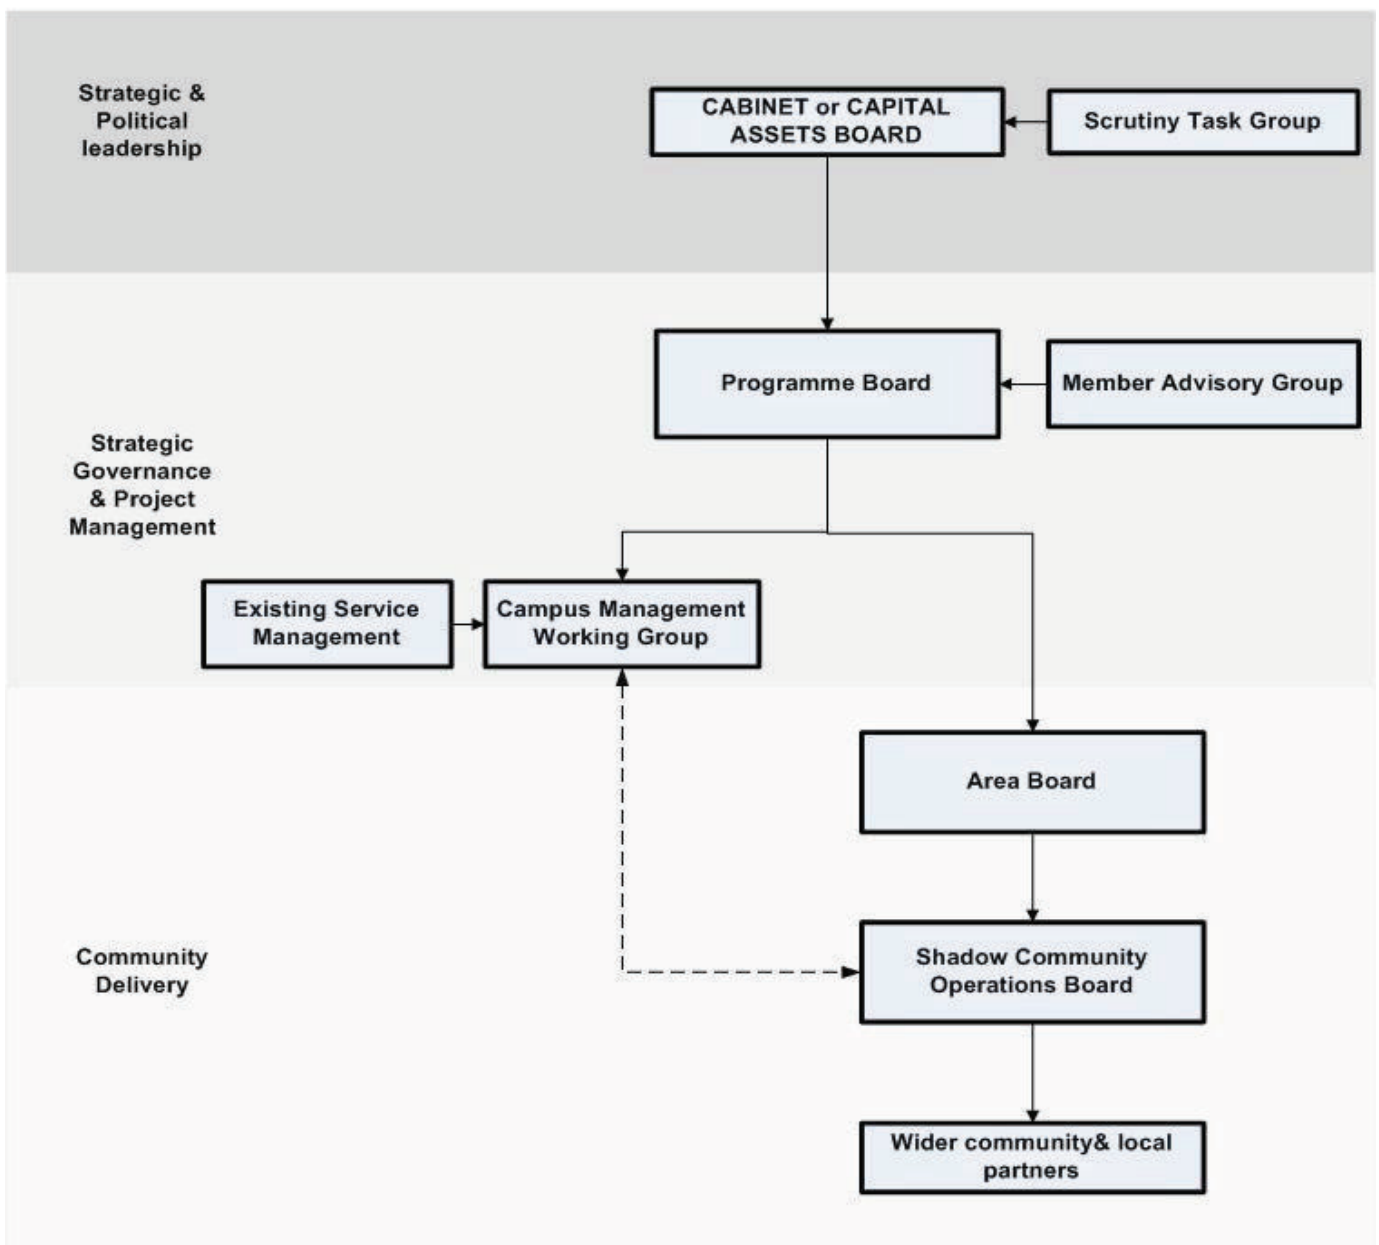 Strategic &
Political
leadership
CABINET or CAPITAL
ASSETS BOARD
Scrutiny Task Group
Programme Board
Member Advisory Group
Strategic
Governance
& Project
Management
Existing Service
Management
Campus Management
Working Group
Area Board
Community
Delivery
Shadow Community
Operations Board
Wider community& local
partners